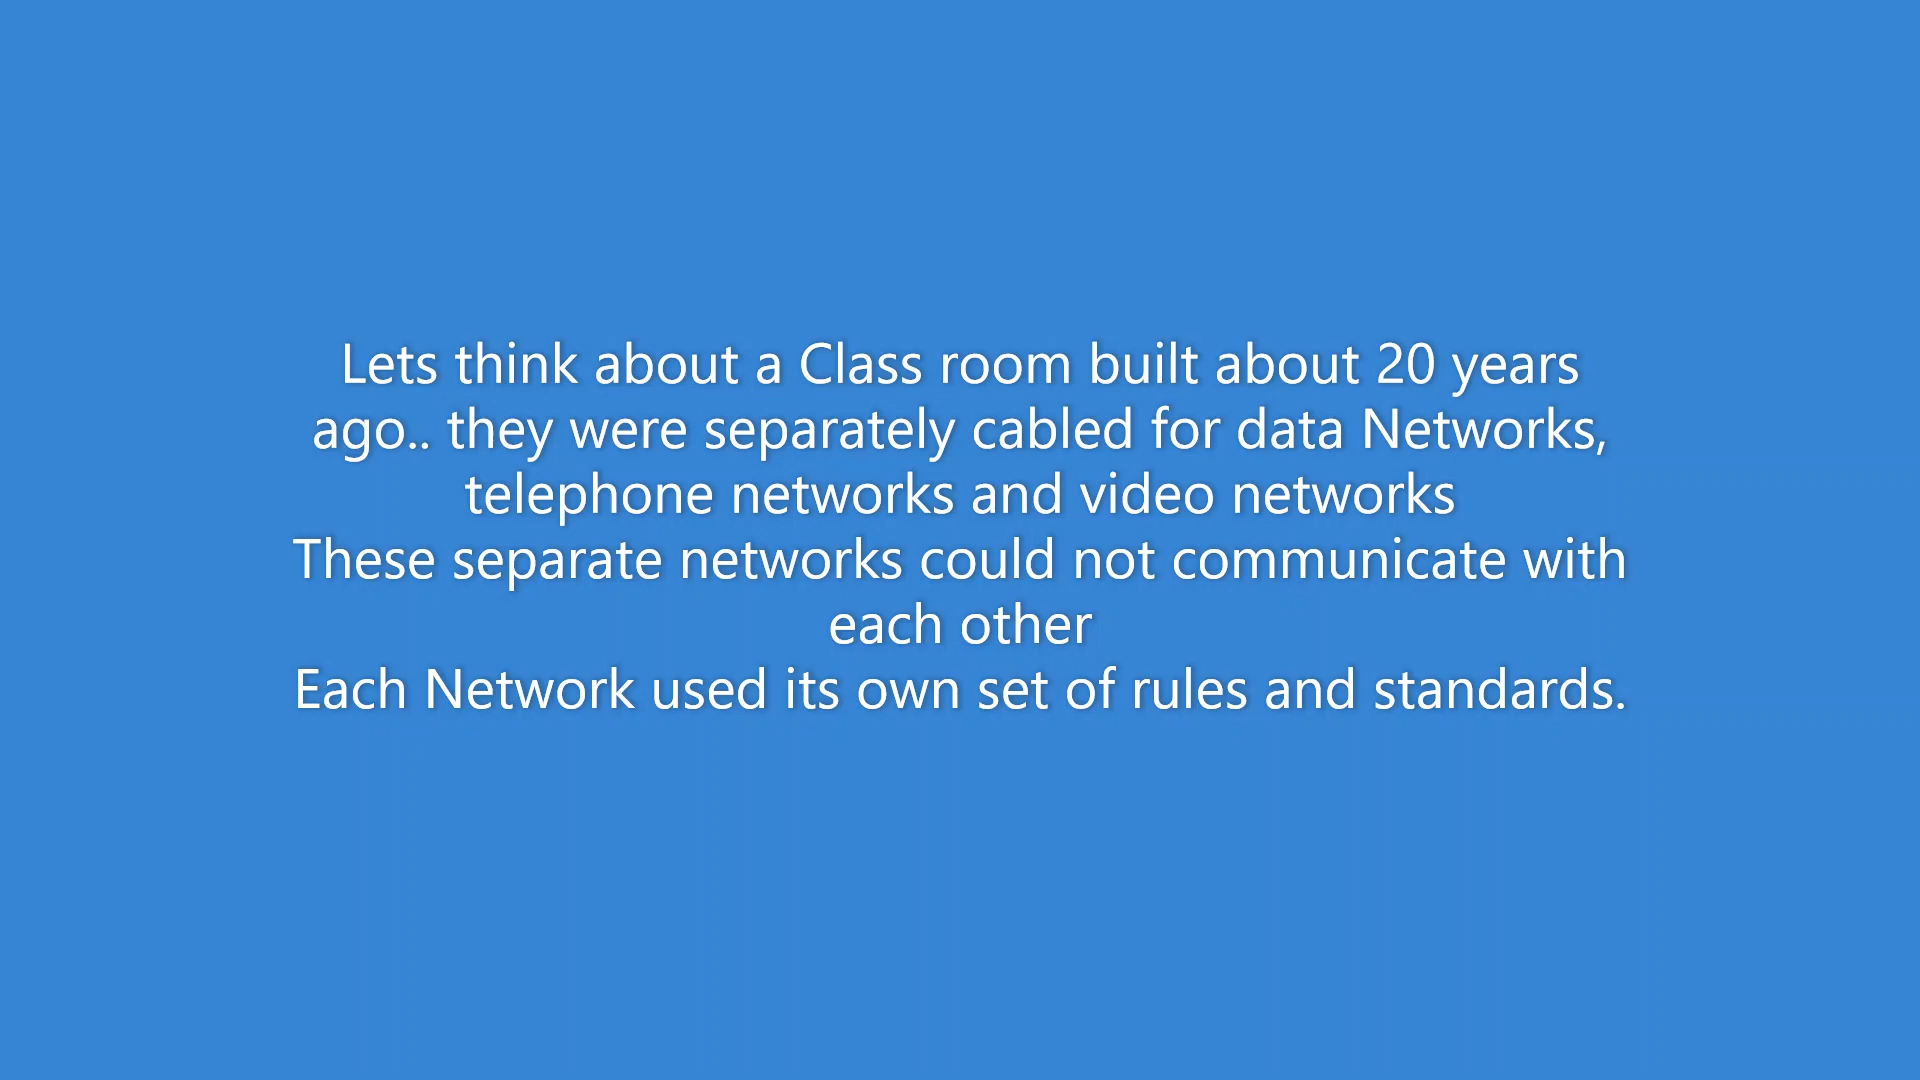 Lets think about a Class room built about 20 years
ago.. they were separately cabled for data Networks,
telephone networks and video networks
These separate networks could not communicate with
each other
Each Network used its own set of rules and standards.